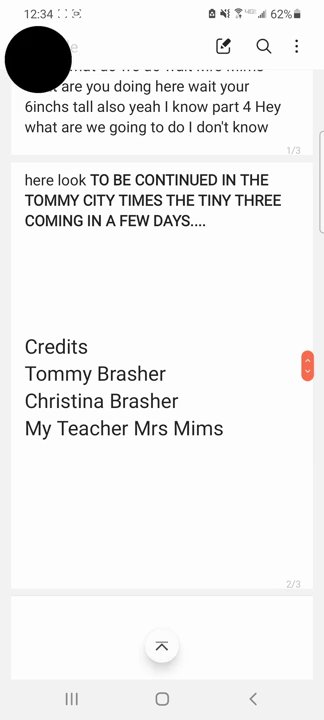 12:34 62%
e
are you doing here wait your
6inchs tall also yeah I know part 4 Hey
what are we going to do I don't know
1/3
here look TO BE CONTINUED IN THE
TOMMY CITY TIMES THE TINY THREE
COMING IN A FEW DAYS....
Credits
Tommy Brasher
Christina Brasher
My Teacher Mrs Mims
2/3